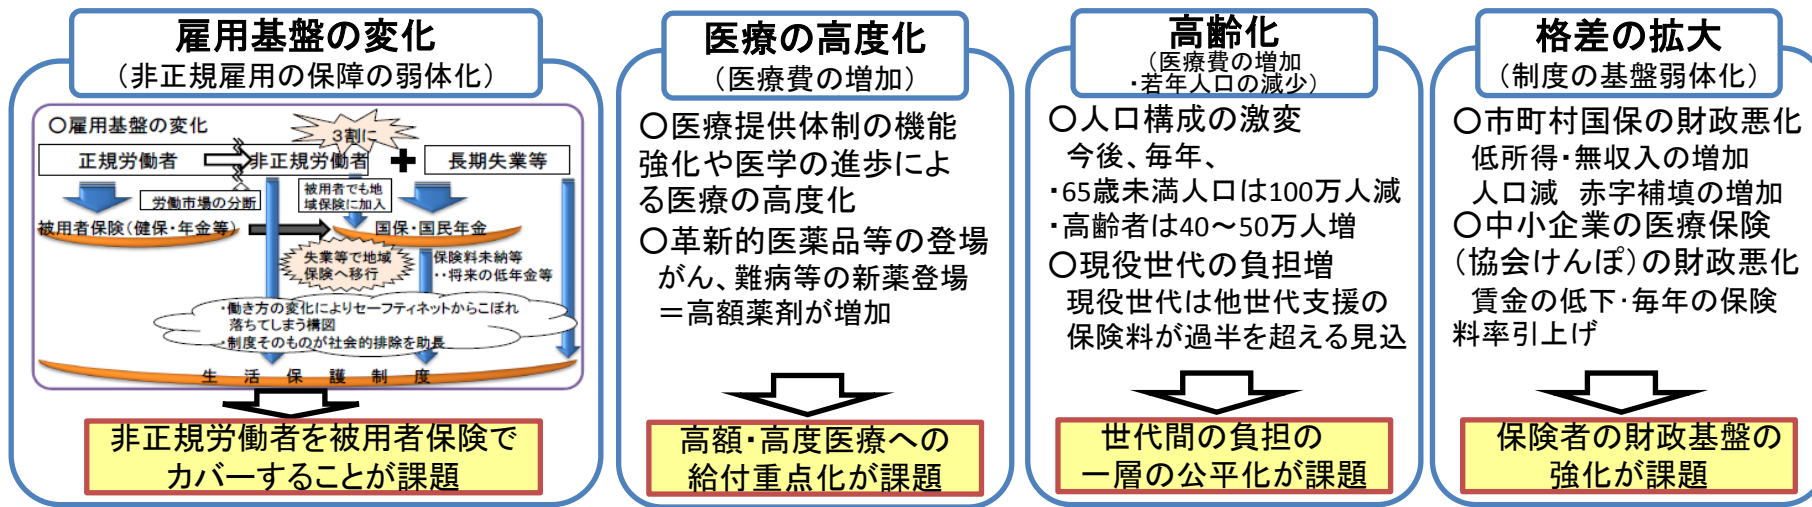 雇用基盤の変化
（非正規雇用の保障の弱体化）
〇雇用基盤の変化
3割に
正規労働者
非正規労働者
長期失業等
労働市場の分断
被用者でも地
域保険に加入
被用者保険(健保・年金等)
国保・国民年金
失業等で地域
保険へ移行
保険料未納等
・・将来の低年金等
・働き方の変化によりセーフティネットからこぼれ
落ちてしまう構図
・制度そのものが社会的排除を助長
生活保護制度
非正規労働者を被用者保険で
カバーすることが課題
医療の高度化
（医療費の増加）
〇医療提供体制の機能
強化や医学の進歩によ
る医療の高度化
〇革新的医薬品等の登場
がん、難病等の新薬登場
＝高額薬剤が増加
高額・高度医療への
給付重点化が課題
高齢化
（医療費の増加
・若年人口の減少）
〇人口構成の激変
今後、毎年、
・65歳未満人口は100万人減
・高齢者は40～50万人増
〇現役世代の負担増
現役世代は他世代支援の
保険料が過半を超える見込
世代間の負担の
一層の公平化が課題
格差の拡大
（制度の基盤弱体化）
〇市町村国保の財政悪化
低所得・無収入の増加
人口減　赤字補填の増加
〇中小企業の医療保険
(協会けんぽ)の財政悪化
賃金の低下・毎年の保険
料率引上げ
保険者の財政基盤の
強化が課題